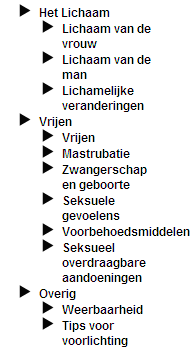 Het Lichaam
Lichaam van de
vrouw
Lichaam van de
man
Lichamelijke
veranderingen
Vrijen
Vrijen
Mastrubatie
Zwangerschap
en geboorte
Seksuele
gevoelens
Voorbehoedsmiddelen
Seksueel
overdraagbare
aandoeningen
Overig
Weerbaarheid
Tips voor
voorlichting